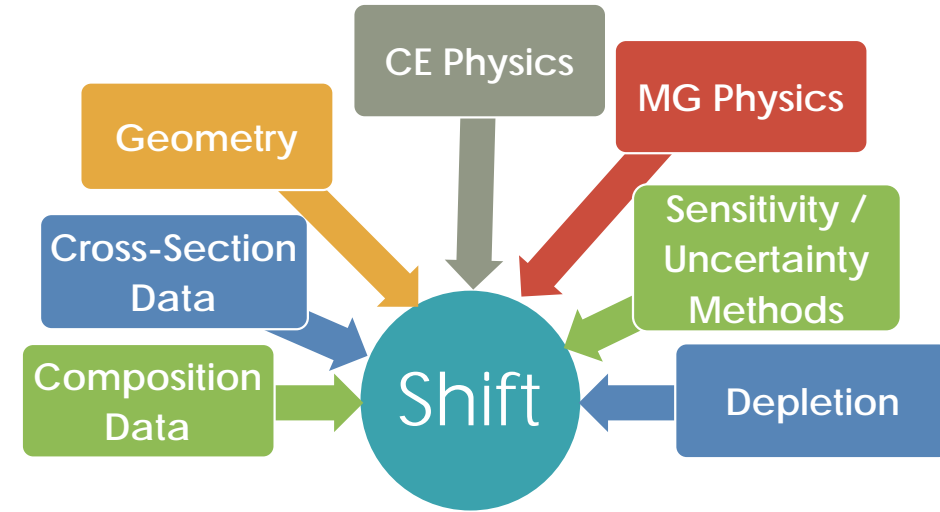 CE Physics
MG Physics
Geometry
Sensitivity /
Uncertainty
Methods
Cross-Section
Data
Composition
Data
Shift
Depletion